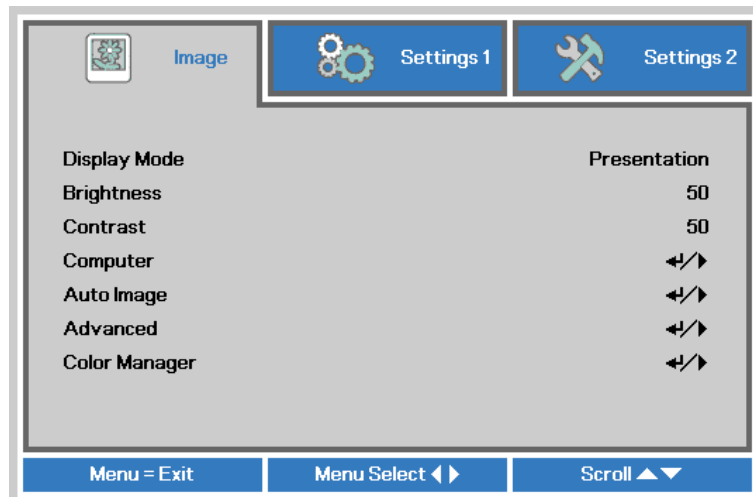 Image
Settings 1
Settings 2
Display Mode Presentation
Brightness 50
Contrast 50
Computer ↵/▶
Auto Image ↵/▶
Advanced ↵/▶
Color Manager ↵/▶
Menu = Exit
Menu Select ◀ ▶
Scroll ▲▼